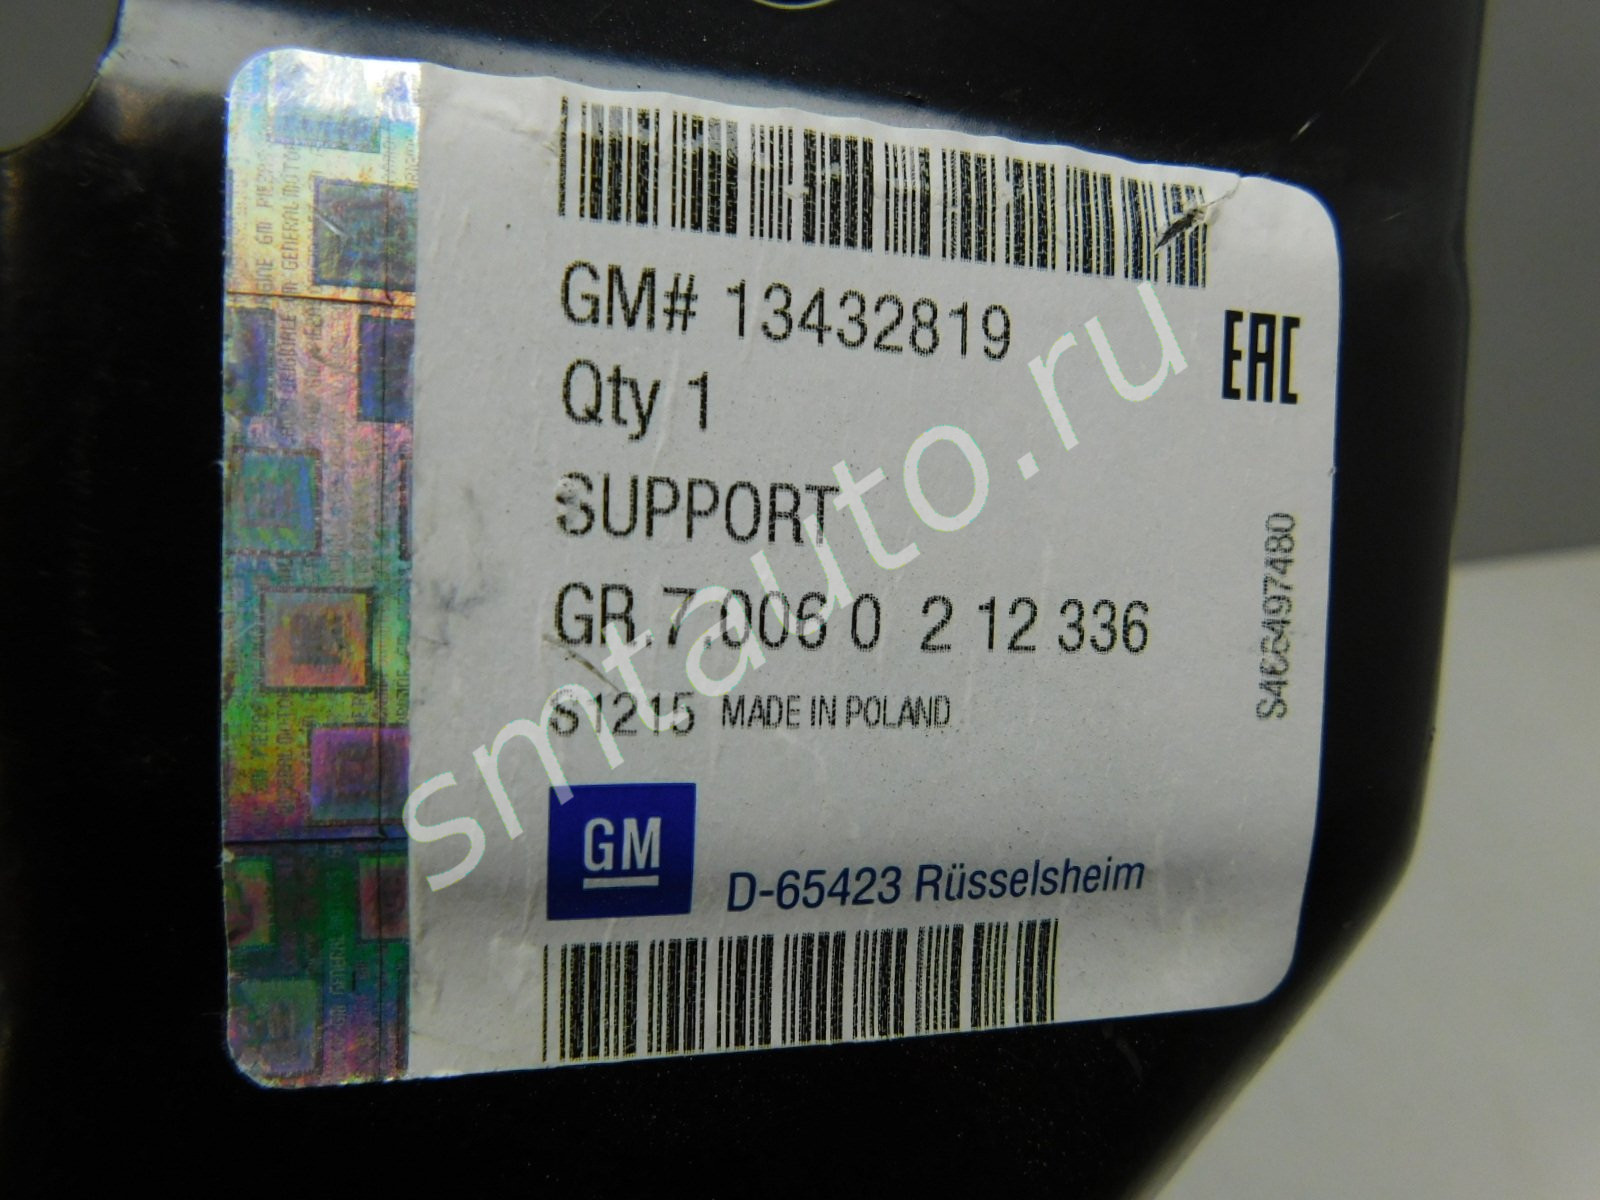 GM# 13432819
EAC
Qty 1
SUPPORT
GR.7.006 0 2 12 336
S1215 MADE IN POLAND
GM
D-65423 Rüsselsheim
smtauto.ru